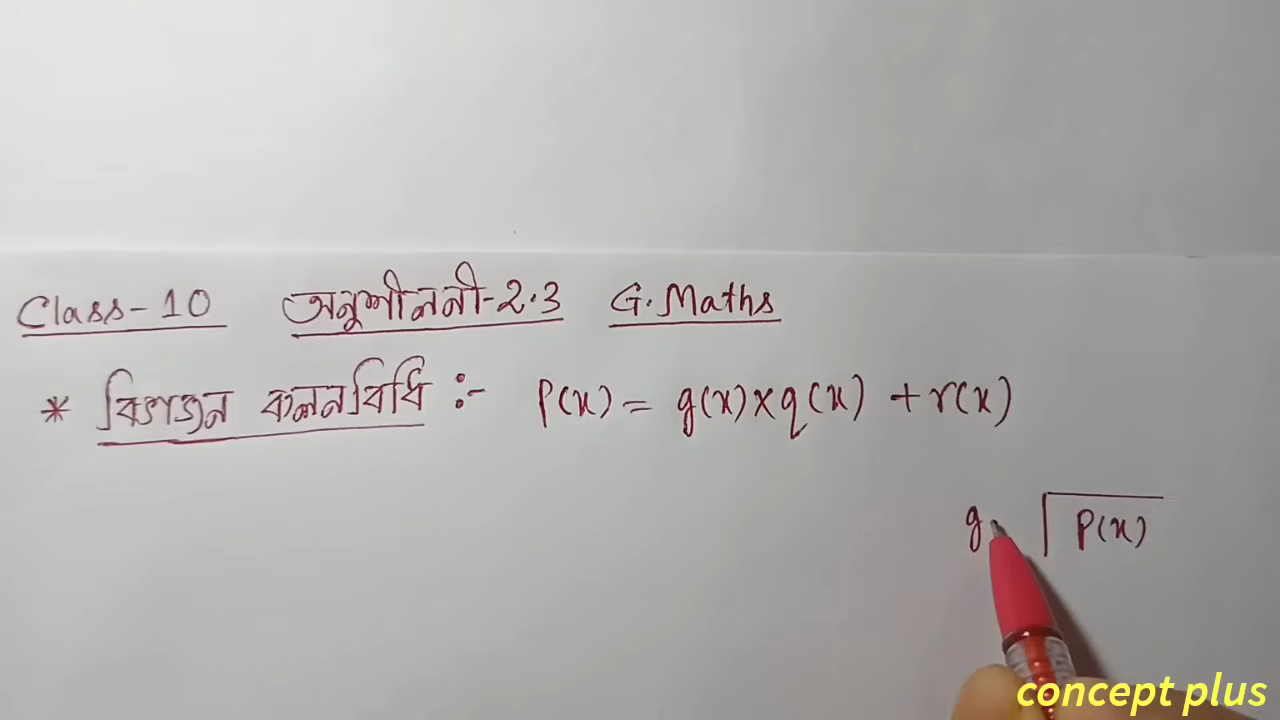 Class-10 অনুশীলনী-2.3 G.Maths
* বিভাজন কলনবিধি :- P(x) = g(x)×q(x) + r(x)
g P(x)
concept plus